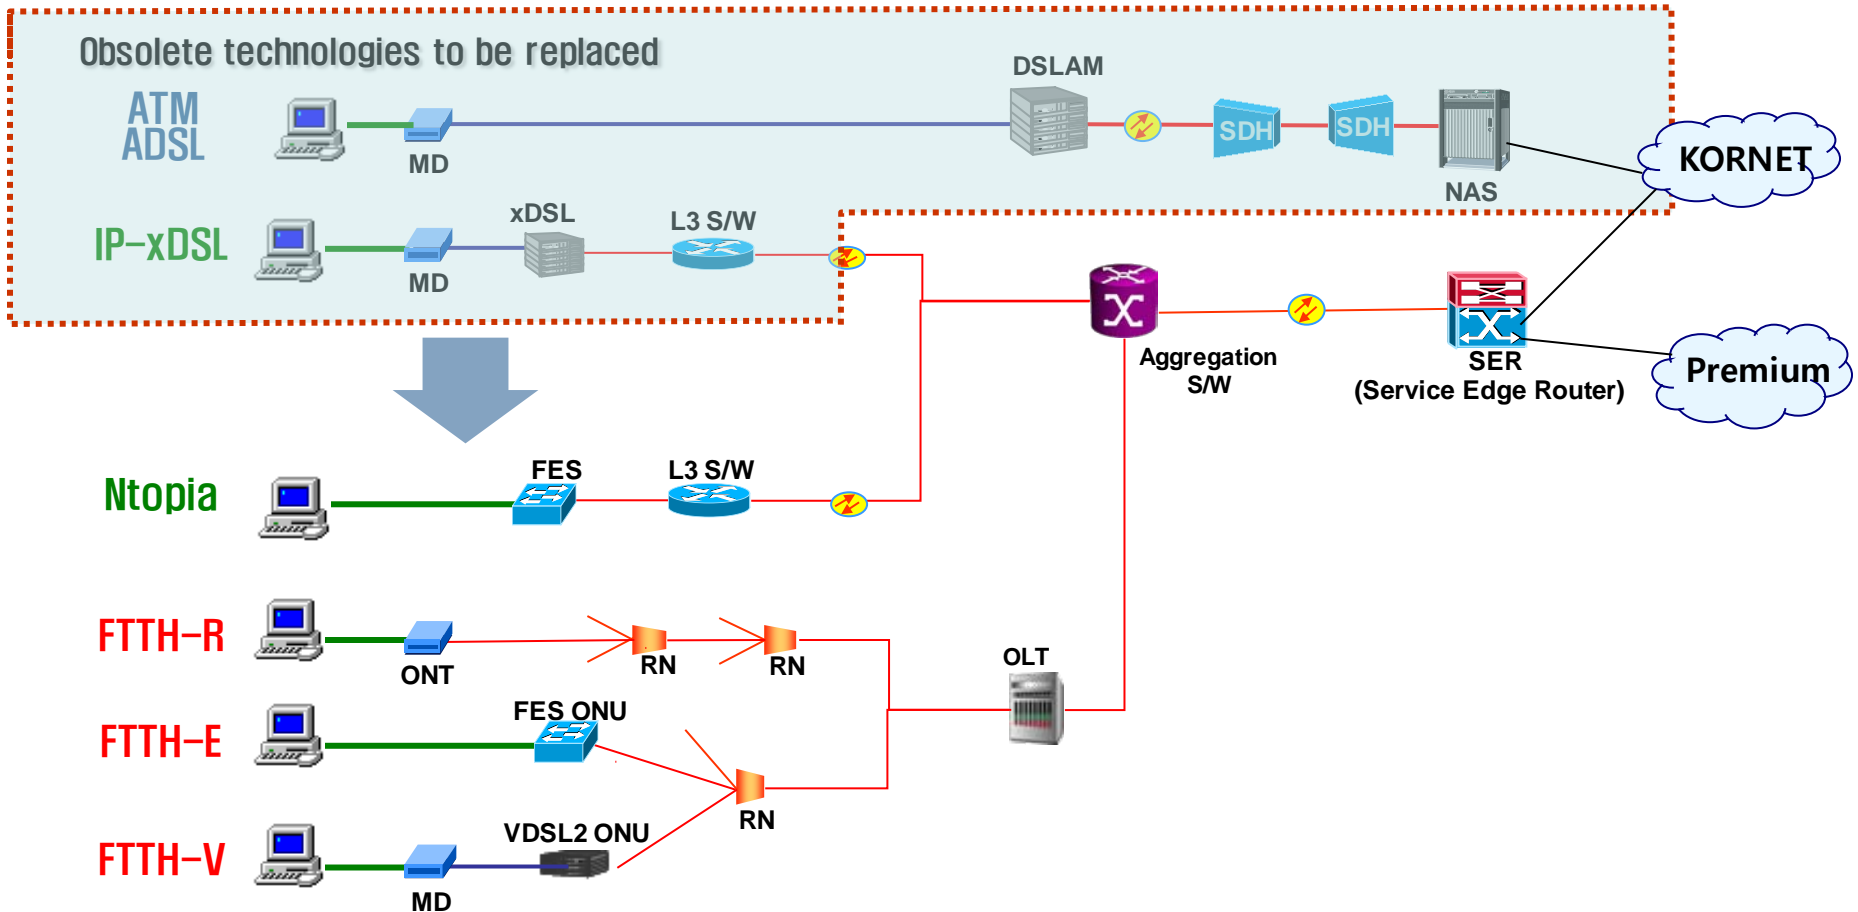 Obsolete technologies to be replaced
DSLAM
ATM
ADSL
SDH
SDH
MD
NAS
KORNET
xDSL
L3 S/W
IP-xDSL
MD
Aggregation
S/W
SER
(Service Edge Router)
Premium
FES
L3 S/W
Ntopia
FTTH-R
ONT
RN
RN
OLT
FES ONU
FTTH-E
RN
VDSL2 ONU
FTTH-V
MD